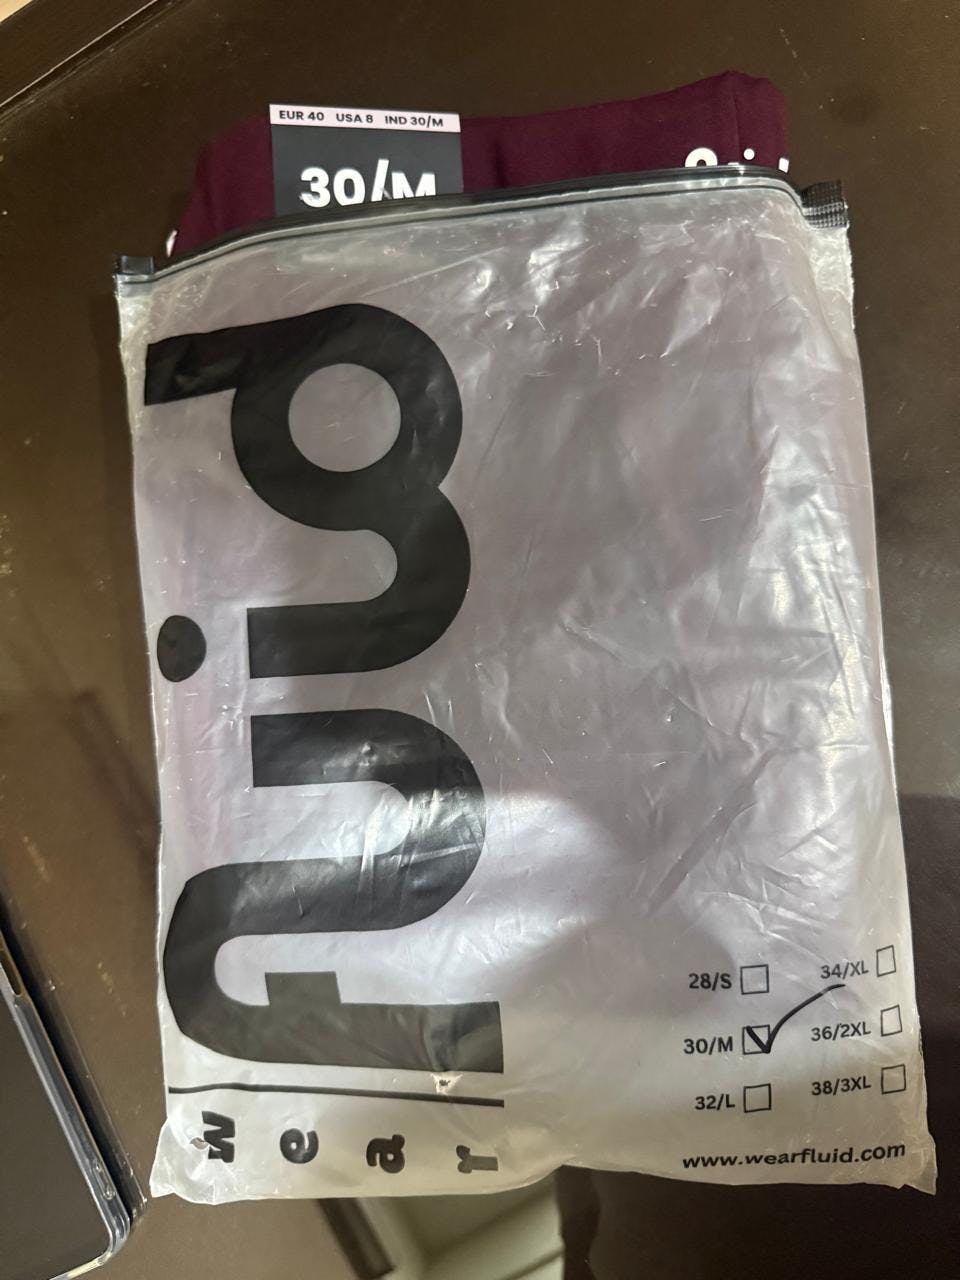 EUR 40 USA 8 IND 30/M
30/M
fluid
wear
28/S
30/M
32/L
34/XL
36/2XL
38/3XL
www.wearfluid.com